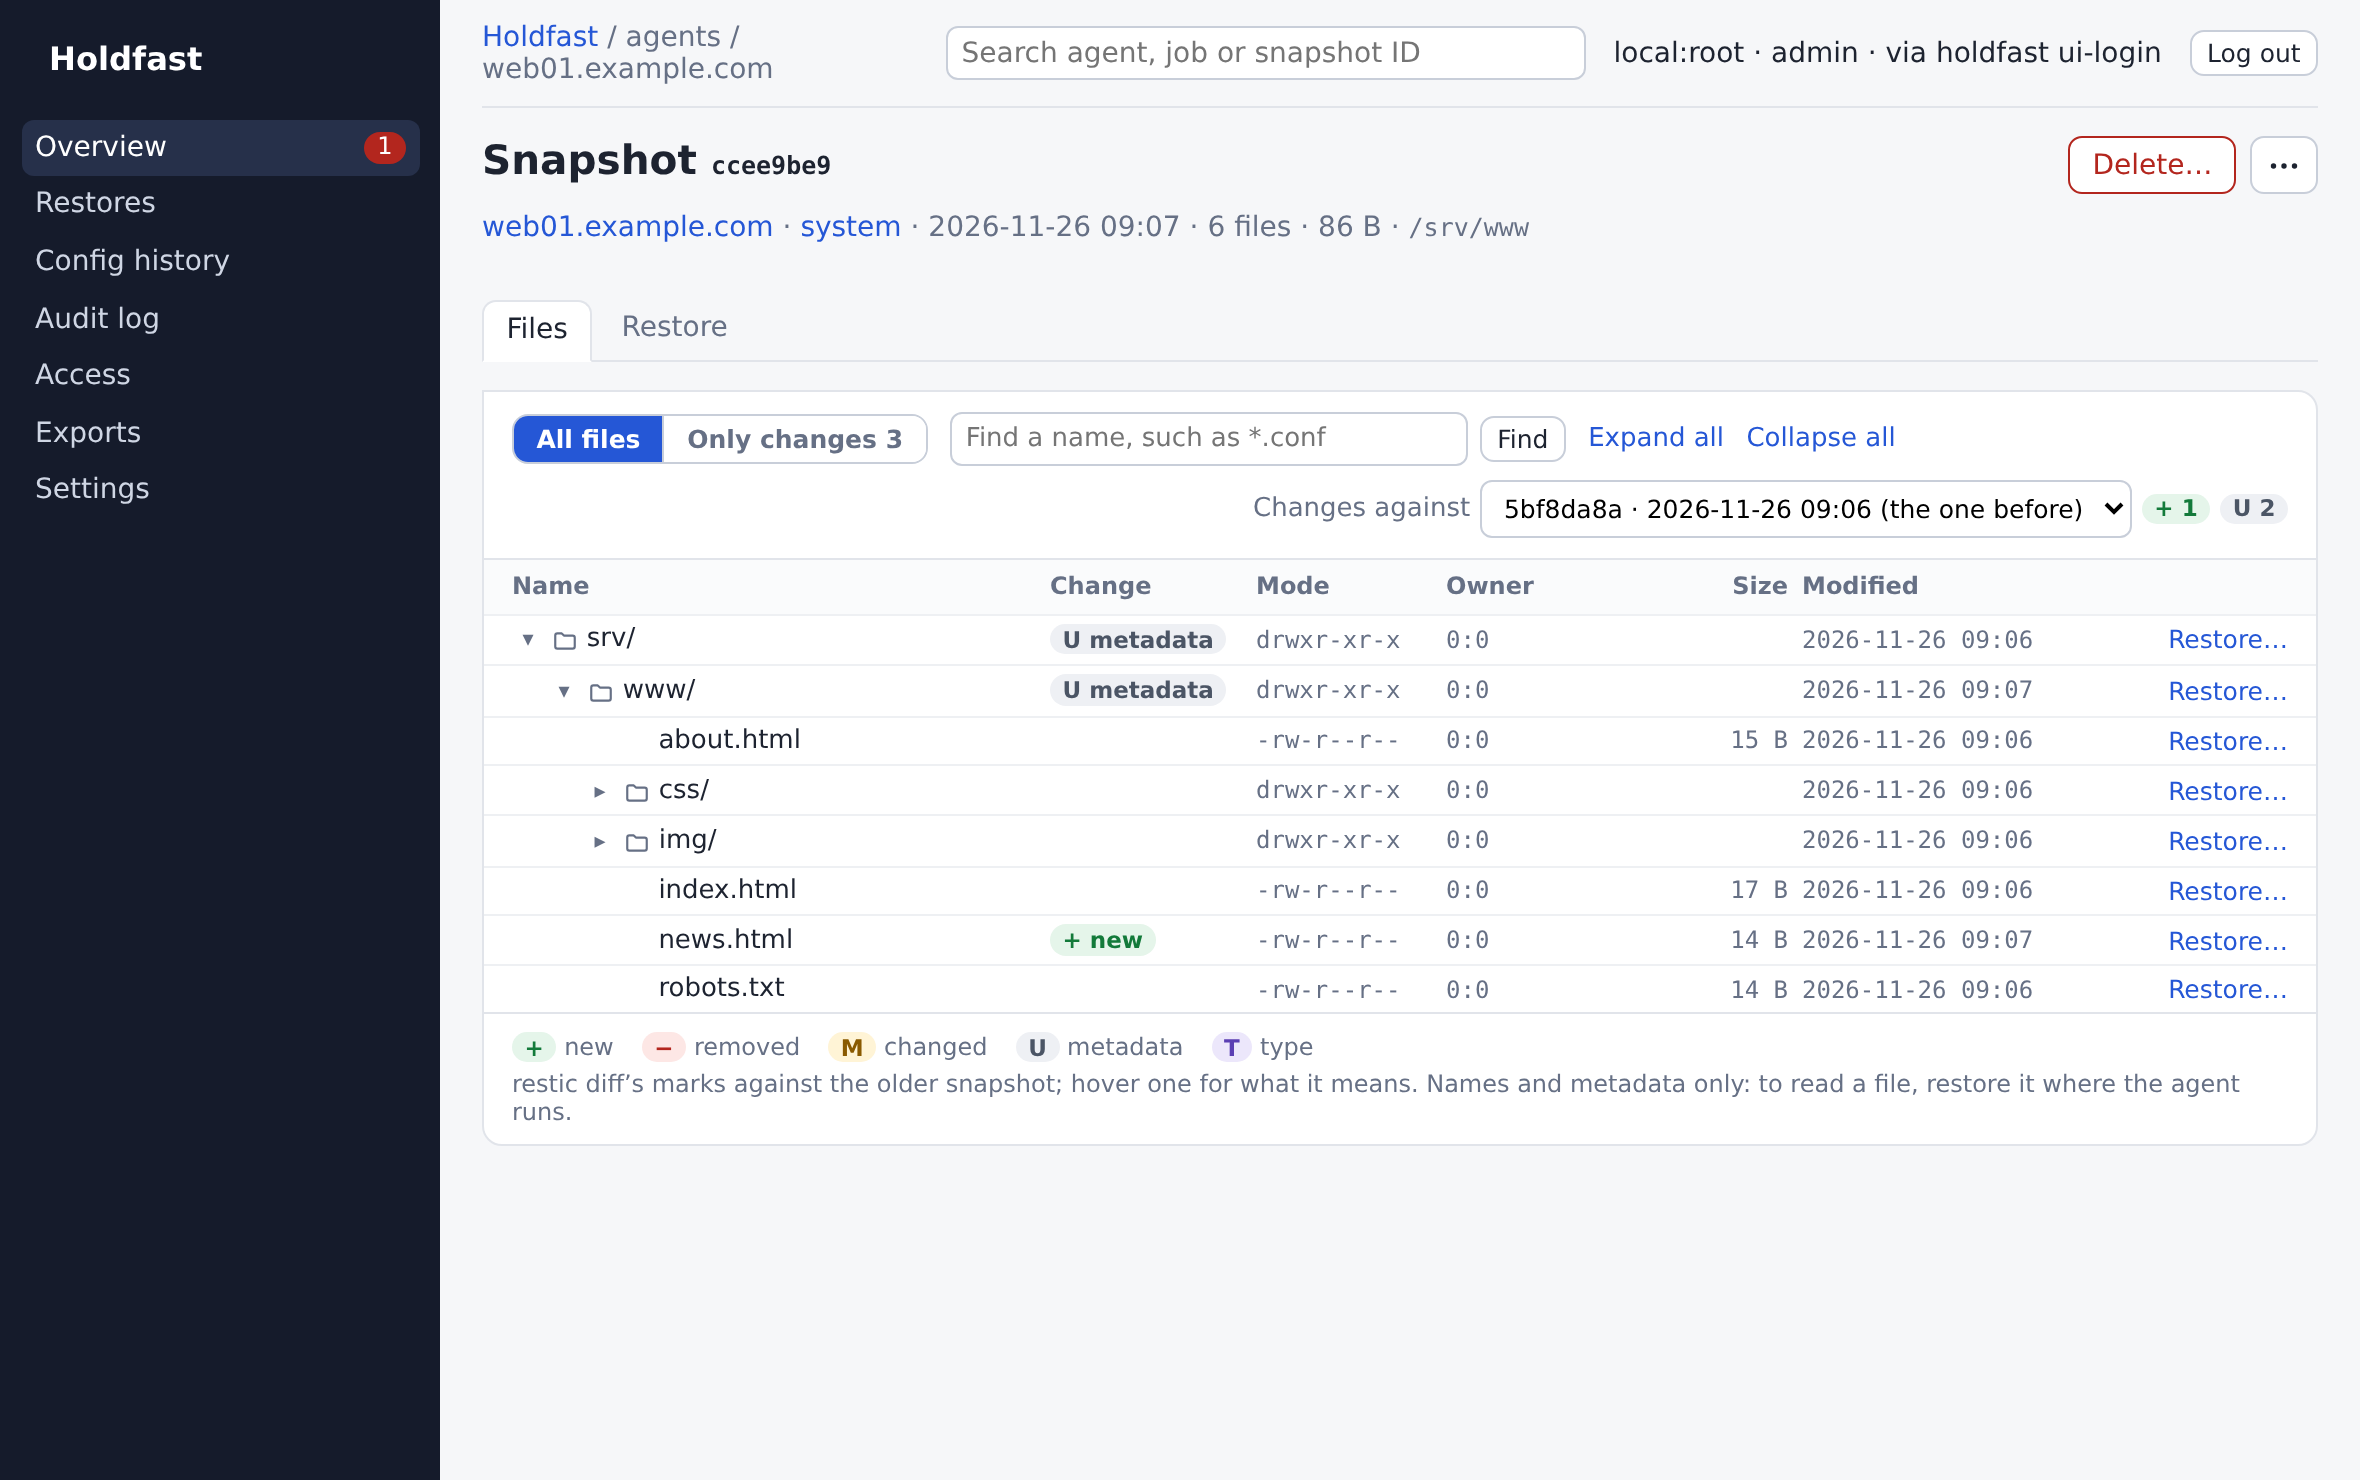 Holdfast
Overview 1
Restores
Config history
Audit log
Access
Exports
Settings
Holdfast / agents /
web01.example.com
Search agent, job or snapshot ID
local:root · admin · via holdfast ui-login
Log out
Snapshot ccee9be9
Delete…
web01.example.com · system · 2026-11-26 09:07 · 6 files · 86 B · /srv/www
Files
Restore
All files
Only changes 3
Find a name, such as *.conf
Find
Expand all
Collapse all
Changes against 5bf8da8a · 2026-11-26 09:06 (the one before) + 1 U 2
Name Change Mode Owner Size Modified
srv/ U metadata drwxr-xr-x 0:0 2026-11-26 09:06 Restore…
www/ U metadata drwxr-xr-x 0:0 2026-11-26 09:07 Restore…
about.html -rw-r--r-- 0:0 15 B 2026-11-26 09:06 Restore…
css/ drwxr-xr-x 0:0 2026-11-26 09:06 Restore…
img/ drwxr-xr-x 0:0 2026-11-26 09:06 Restore…
index.html -rw-r--r-- 0:0 17 B 2026-11-26 09:06 Restore…
news.html + new -rw-r--r-- 0:0 14 B 2026-11-26 09:07 Restore…
robots.txt -rw-r--r-- 0:0 14 B 2026-11-26 09:06 Restore…
+ new − removed M changed U metadata T type
restic diff’s marks against the older snapshot; hover one for what it means. Names and metadata only: to read a file, restore it where the agent
runs.